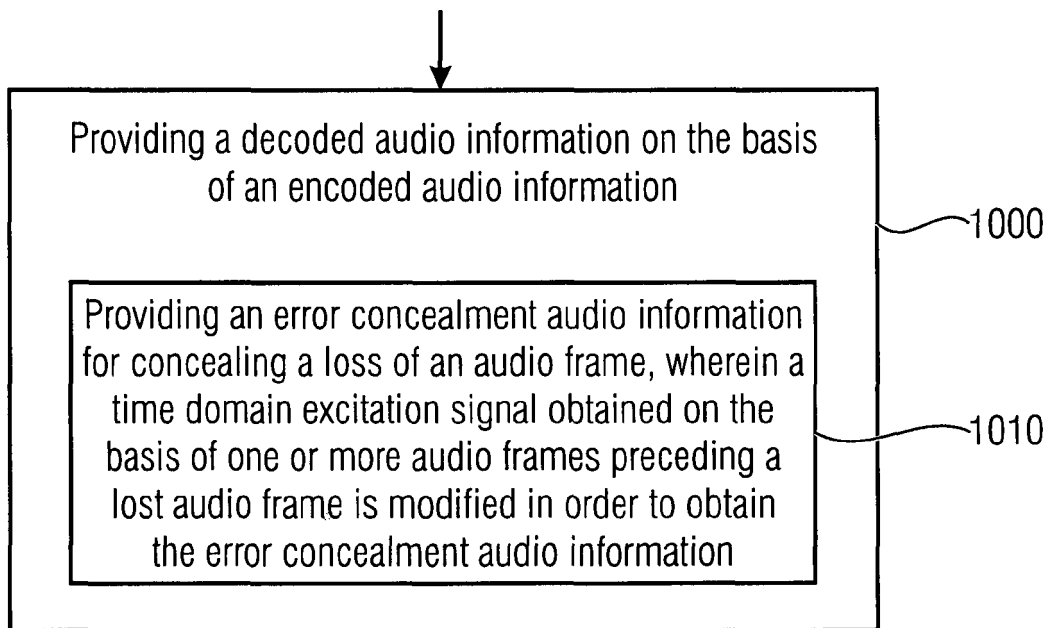 Providing a decoded audio information on the basis
of an encoded audio information
1000
Providing an error concealment audio information
for concealing a loss of an audio frame, wherein a
time domain excitation signal obtained on the
basis of one or more audio frames preceding a
lost audio frame is modified in order to obtain
the error concealment audio information
1010